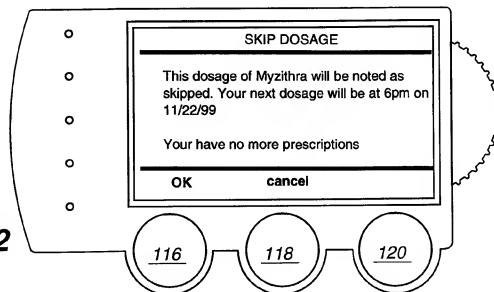 SKIP DOSAGE
This dosage of Myzithra will be noted as
skipped. Your next dosage will be at 6pm on
11/22/99
Your have no more prescriptions
OK cancel
2
116 118 120